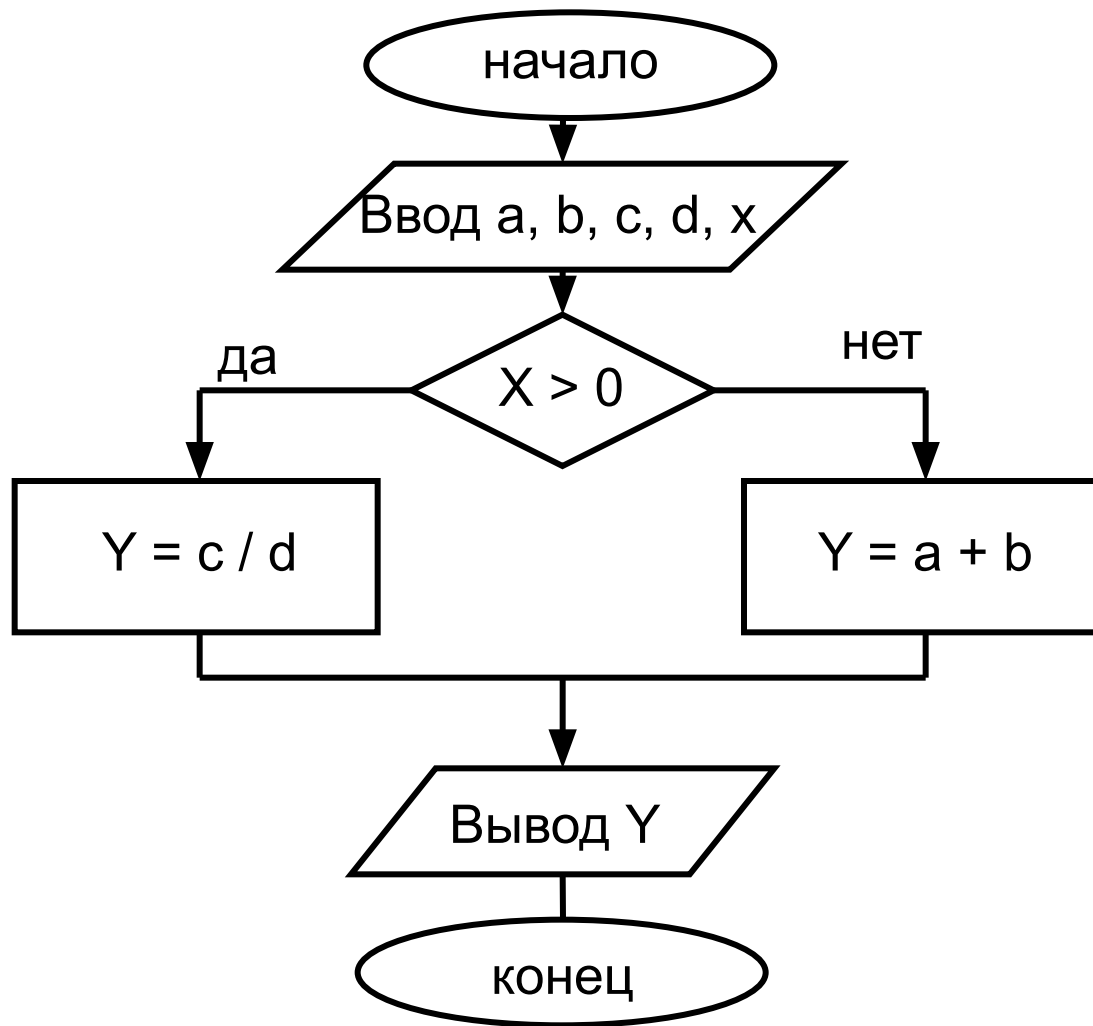 начало
Ввод a, b, c, d, x
да
нет
X > 0
Y = c / d
Y = a + b
Вывод Y
конец